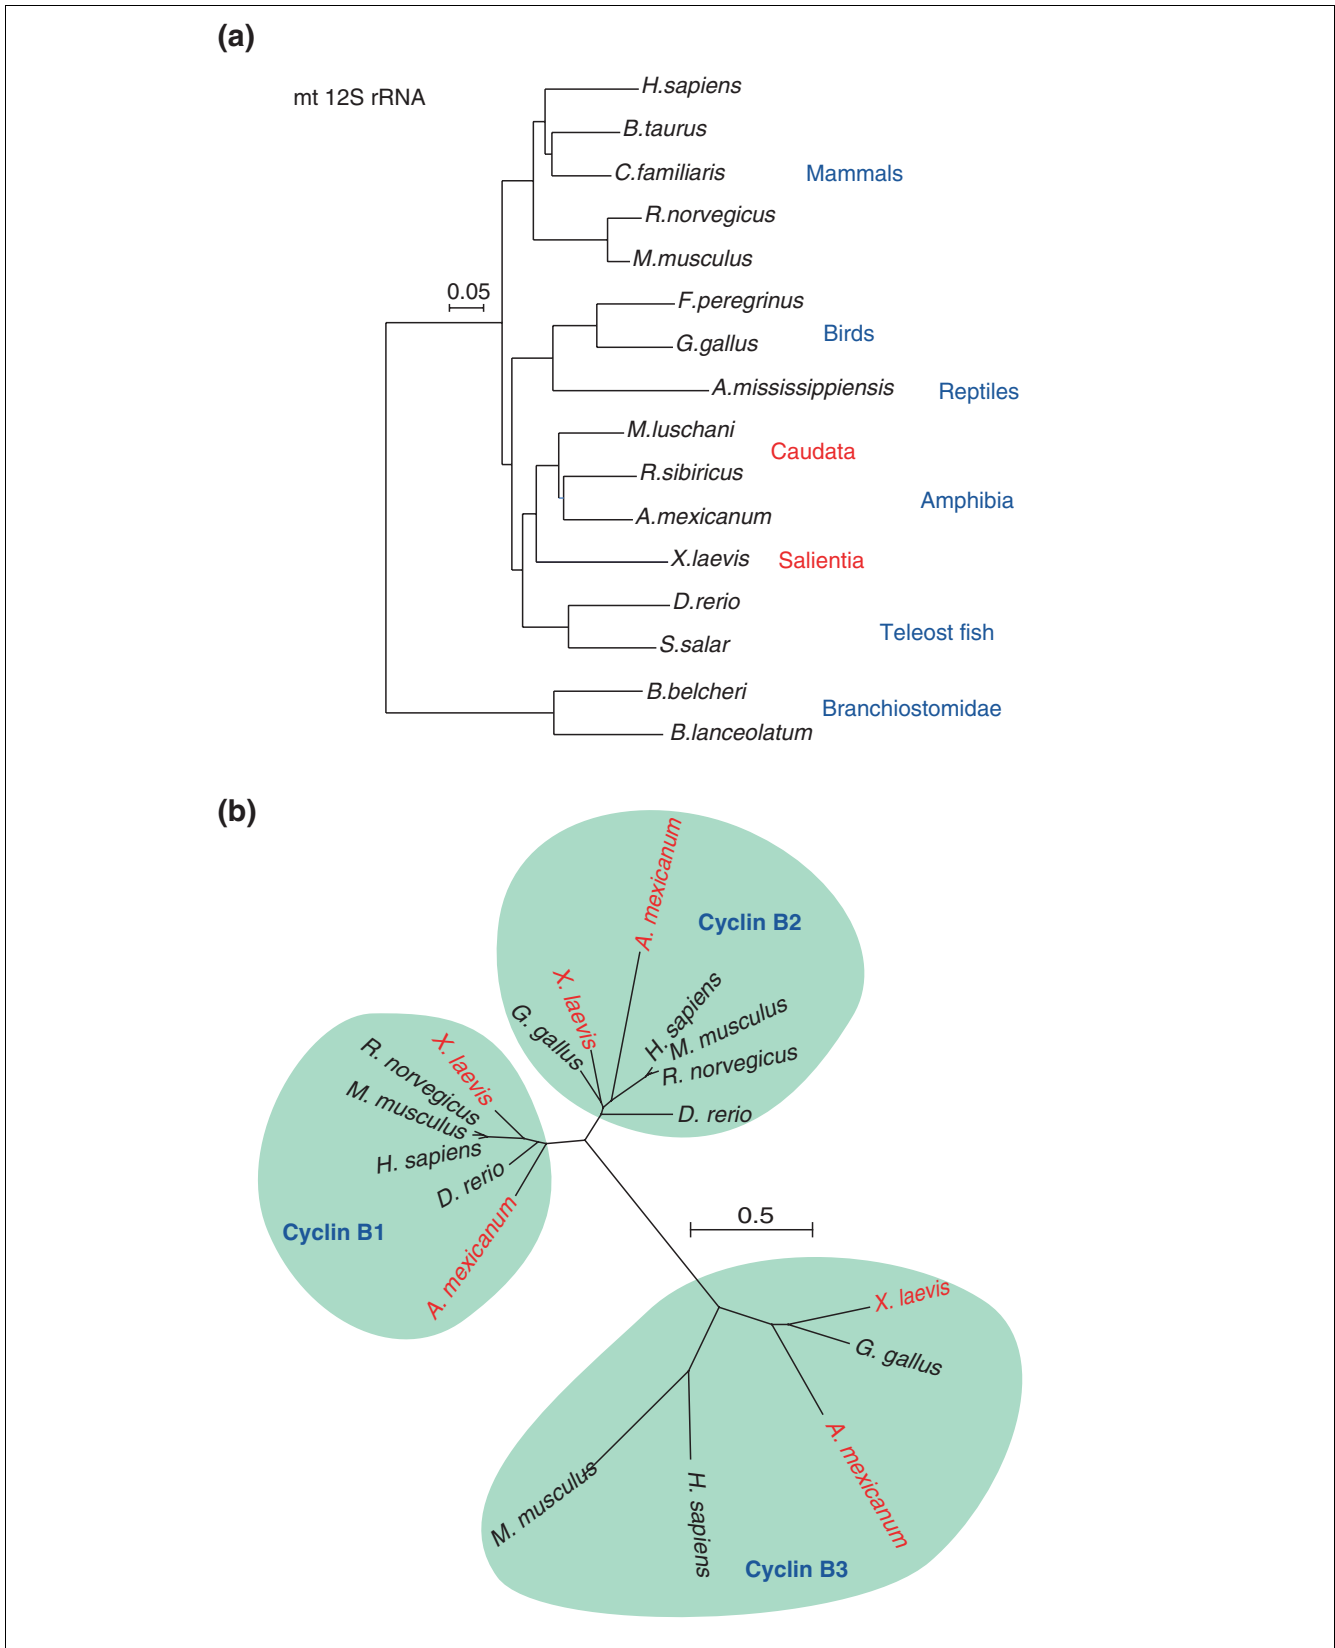 (a)
mt 12S rRNA
H.sapiens
B.taurus
C.familiaris
Mammals
R.norvegicus
M.musculus
0.05
F.peregrinus
Birds
G.gallus
A.mississippiensis
Reptiles
M.luschani
Caudata
R.sibiricus
Amphibia
A.mexicanum
X.laevis
Salientia
D.rerio
Teleost fish
S.salar
B.belcheri
Branchiostomidae
B.lanceolatum
(b)
A. mexicanum
Cyclin B2
X. laevis
G. gallus
H. sapiens
M. musculus
R. norvegicus
D. rerio
X. laevis
R. norvegicus
M. musculus
H. sapiens
D. rerio
A. mexicanum
Cyclin B1
0.5
X. laevis
G. gallus
A. mexicanum
H. sapiens
M. musculus
Cyclin B3